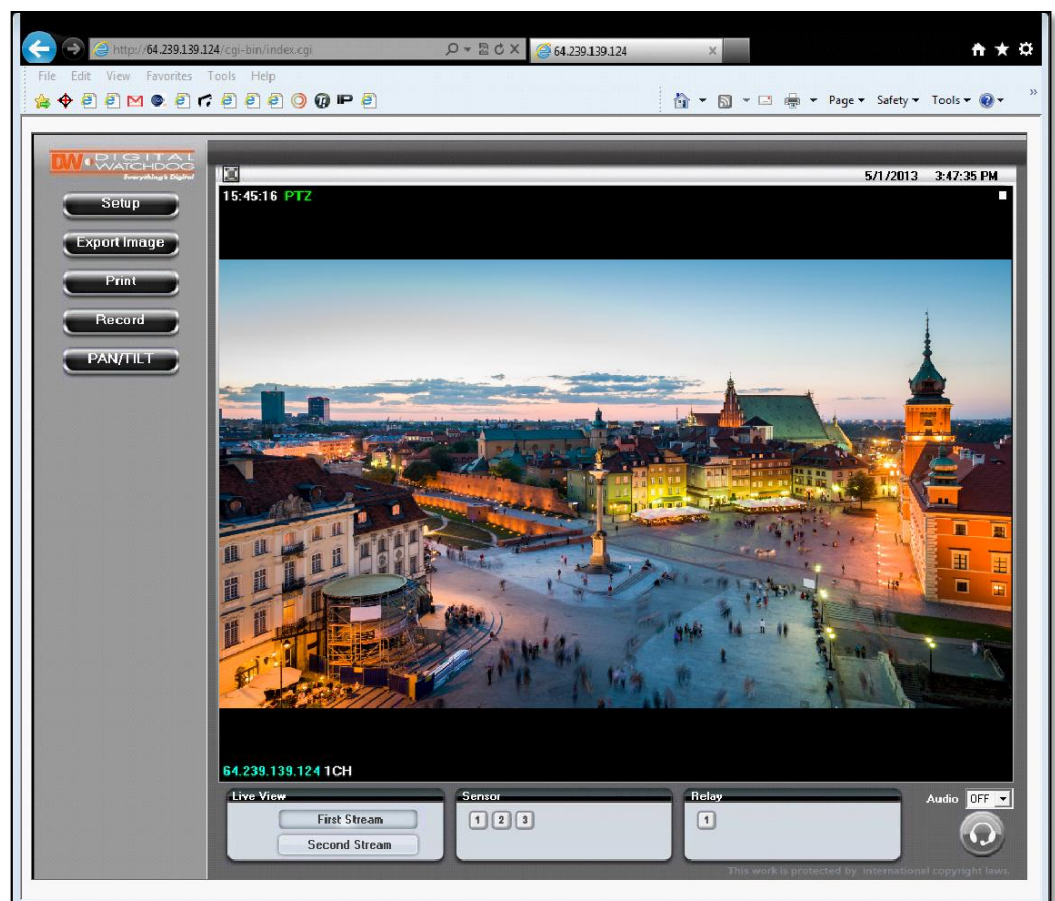 http://64.239.139.124/cgi-bin/index.cgi
64.239.139.124
File Edit View Favorites Tools Help
Page Safety Tools
DW DIGITAL
WATCHDOG
Everything's Digital
5/1/2013 3:47:35 PM
Setup
Export Image
Print
Record
PAN/TILT
15:45:16 PTZ
64.239.139.124 1CH
Live View
First Stream
Second Stream
Sensor
1 2 3
Relay
1
Audio OFF
This work is protected by international copyright laws.